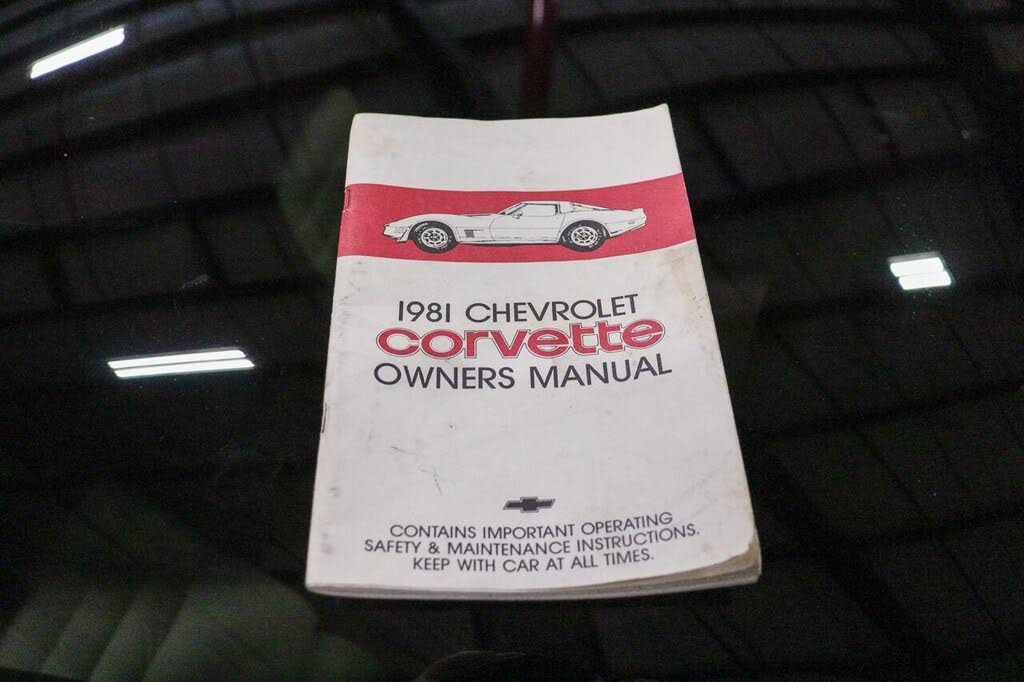 1981 CHEVROLET
corvette
OWNERS MANUAL
CONTAINS IMPORTANT OPERATING
SAFETY & MAINTENANCE INSTRUCTIONS.
KEEP WITH CAR AT ALL TIMES.